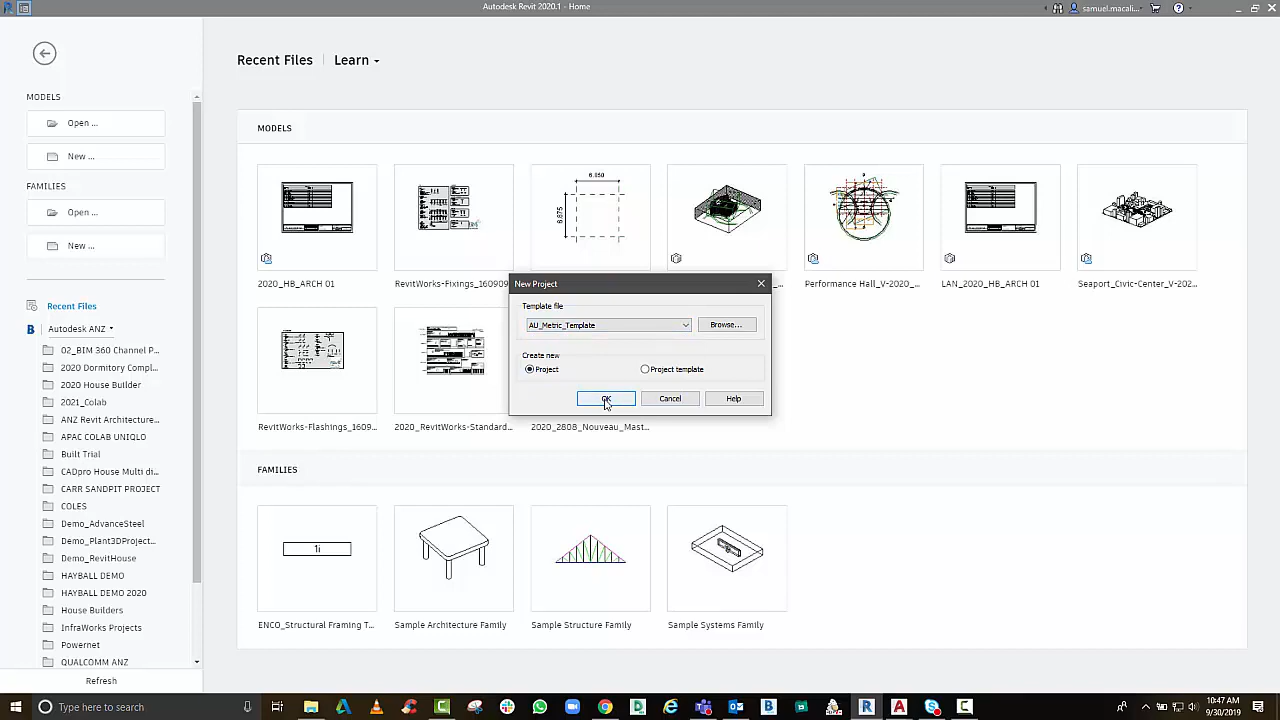 Autodesk Revit 2020.1 - Home
samuel.macali...
Recent Files
Learn
MODELS
Open ...
New ...
FAMILIES
Open ...
New ...
Recent Files
Autodesk ANZ
02_BIM 360 Channel P...
2020 Dormitory Compl...
2020 House Builder
2021_Colab
ANZ Revit Architecture...
APAC COLAB UNIQLO
Built Trial
CADpro House Multi di...
CARR SANDPIT PROJECT
COLES
Demo_AdvanceSteel
Demo_Plant3DProject...
Demo_RevitHouse
HAYBALL DEMO
HAYBALL DEMO 2020
House Builders
InfraWorks Projects
Powernet
QUALCOMM ANZ
Refresh
MODELS
6.850
6.875
2020_HB_ARCH 01
RevitWorks-Fixings_160909
Performance Hall_V-2020_...
LAN_2020_HB_ARCH 01
Seaport_Civic-Center_V-202...
RevitWorks-Flashings_1609...
2020_RevitWorks-Standard...
2020_2808_Nouveau_Mast...
New Project
Template file
AU_Metric_Template
Browse...
Create new
Project
Project template
OK
Cancel
Help
FAMILIES
1i
ENCO_Structural Framing T...
Sample Architecture Family
Sample Structure Family
Sample Systems Family
Type here to search
10:47 AM
9/30/2019